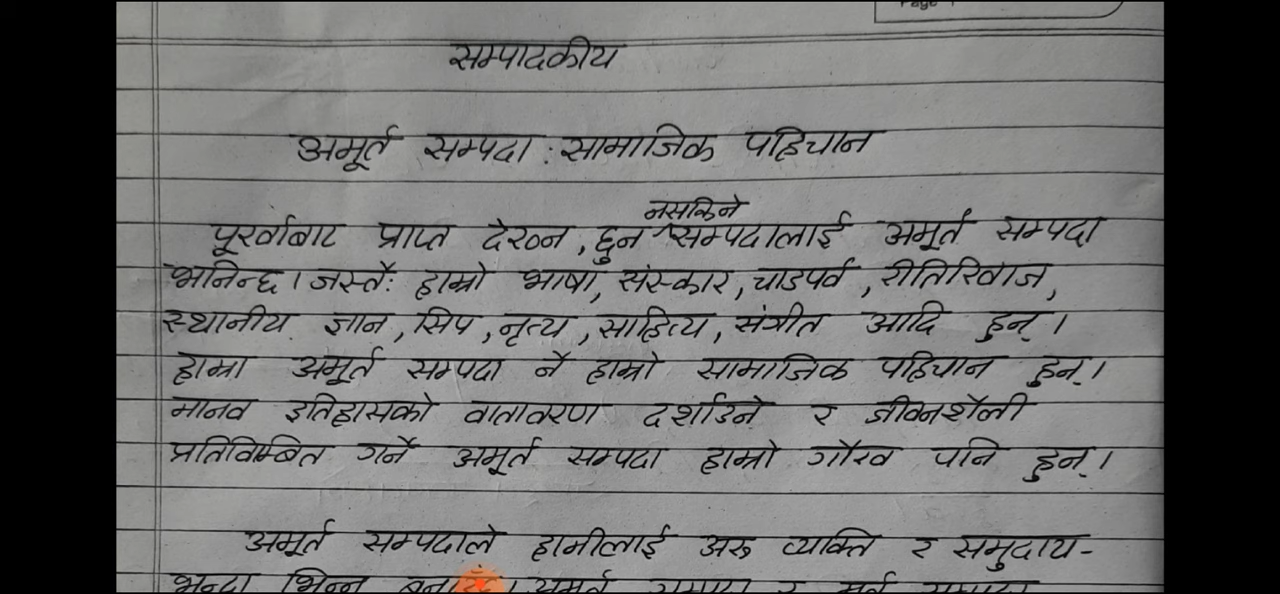 सम्पादकीय
अमूर्त सम्पदा : सामाजिक पहिचान
नसकिने
पूर्खाबाट प्राप्त देख्न , छुन ^ सम्पदालाई अमूर्त सम्पदा
भनिन्छ । जस्तै: हाम्रो भाषा, संस्कार, चाडपर्व , रीतिरिवाज,
स्थानीय ज्ञान , सिप , नृत्य , साहित्य, संगीत आदि हुन् ।
हाम्रा अमूर्त सम्पदा नै हाम्रो सामाजिक पहिचान हुन् ।
मानव इतिहासको वातावरण दर्शाउने र जीवनशैली
प्रतिविम्बित गर्ने अमूर्त सम्पदा हाम्रो गौरव पनि हुन् ।
अमूर्त सम्पदाले हामीलाई अरू व्यक्ति र समुदाय-
भन्दा भिन्न